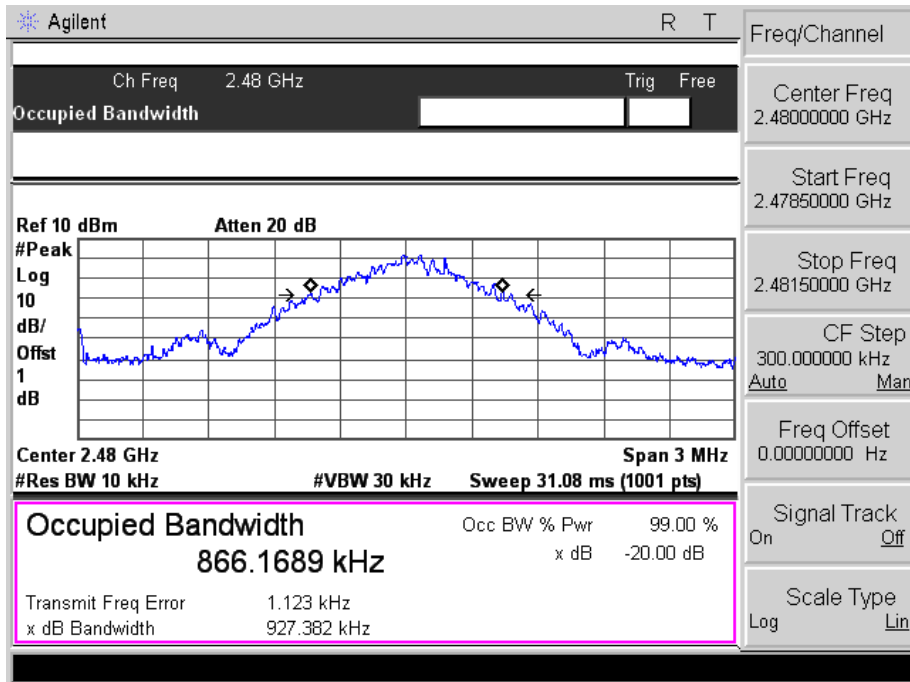 Agilent R T
Ch Freq 2.48 GHz Trig Free
Occupied Bandwidth
Ref 10 dBm Atten 20 dB
#Peak
Log
10
dB/
Offst
1
dB
Center 2.48 GHz Span 3 MHz
#Res BW 10 kHz #VBW 30 kHz Sweep 31.08 ms (1001 pts)
Occupied Bandwidth Occ BW % Pwr 99.00 %
866.1689 kHz x dB -20.00 dB
Transmit Freq Error 1.123 kHz
x dB Bandwidth 927.382 kHz
Freq/Channel
Center Freq
2.48000000 GHz
Start Freq
2.47850000 GHz
Stop Freq
2.48150000 GHz
CF Step
300.000000 kHz
Auto Man
Freq Offset
0.00000000 Hz
Signal Track
On Off
Scale Type
Log Lin